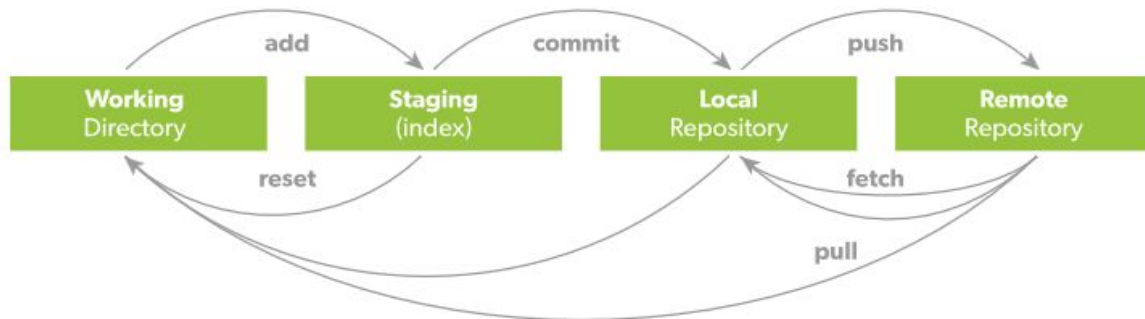 add
commit
push
Working
Directory
Staging
(index)
Local
Repository
Remote
Repository
reset
fetch
pull